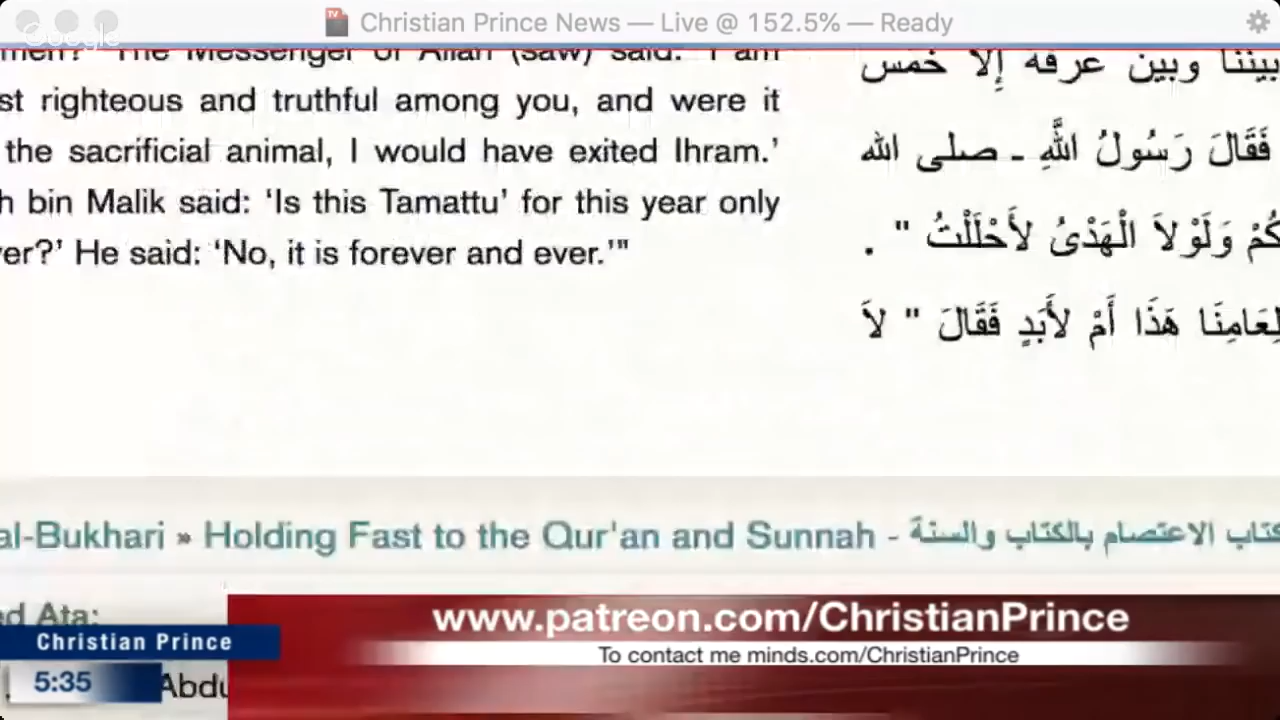 Christian Prince News — Live @ 152.5% — Ready
Google
The Messenger of Allah (saw) said: 'I am
st righteous and truthful among you, and were it
the sacrificial animal, I would have exited Ihram.’
h bin Malik said: ‘Is this Tamattu’ for this year only
er?’ He said: ‘No, it is forever and ever.’"
بيننا وبين عرفة إلا خمس
فَقَالَ رَسُولُ اللَّهِ ـ صلى الله
كُمْ وَلَوْلاَ الْهَدْىُ لأَحْلَلْتُ " .
لِعَامِنَا هَذَا أَمْ لأَبَدٍ فَقَالَ " لاَ
al-Bukhari » Holding Fast to the Qur'an and Sunnah - كتاب الاعتصام بالكتاب والسنة
d Ata:
Abdu
www.patreon.com/ChristianPrince
To contact me minds.com/ChristianPrince
Christian Prince
5:35